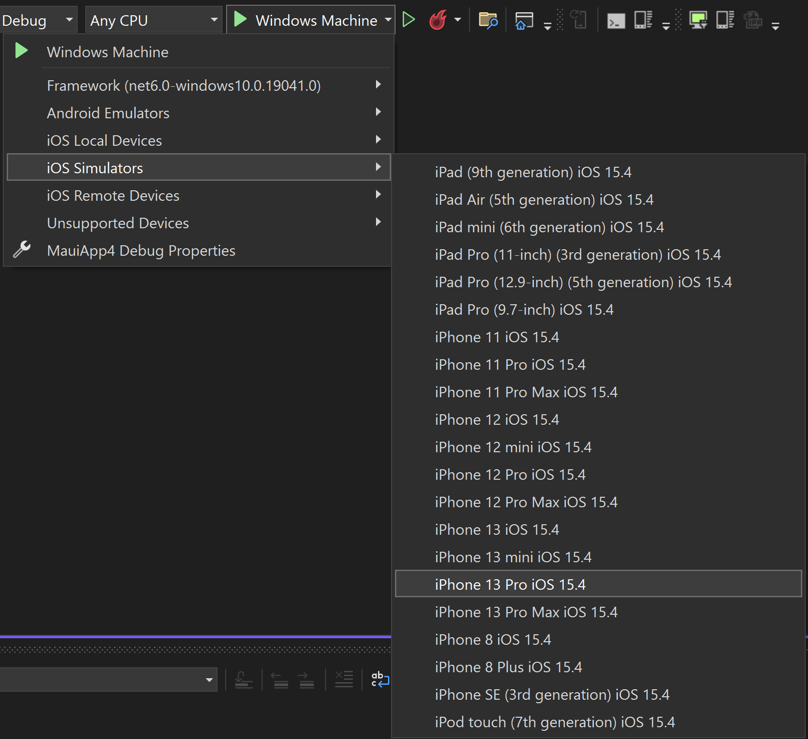 Debug Any CPU Windows Machine
Windows Machine
Framework (net6.0-windows10.0.19041.0)
Android Emulators
iOS Local Devices
iOS Simulators
iOS Remote Devices
Unsupported Devices
MauiApp4 Debug Properties
iPad (9th generation) iOS 15.4
iPad Air (5th generation) iOS 15.4
iPad mini (6th generation) iOS 15.4
iPad Pro (11-inch) (3rd generation) iOS 15.4
iPad Pro (12.9-inch) (5th generation) iOS 15.4
iPad Pro (9.7-inch) iOS 15.4
iPhone 11 iOS 15.4
iPhone 11 Pro iOS 15.4
iPhone 11 Pro Max iOS 15.4
iPhone 12 iOS 15.4
iPhone 12 mini iOS 15.4
iPhone 12 Pro iOS 15.4
iPhone 12 Pro Max iOS 15.4
iPhone 13 iOS 15.4
iPhone 13 mini iOS 15.4
iPhone 13 Pro iOS 15.4
iPhone 13 Pro Max iOS 15.4
iPhone 8 iOS 15.4
iPhone 8 Plus iOS 15.4
iPhone SE (3rd generation) iOS 15.4
iPod touch (7th generation) iOS 15.4
ab
c